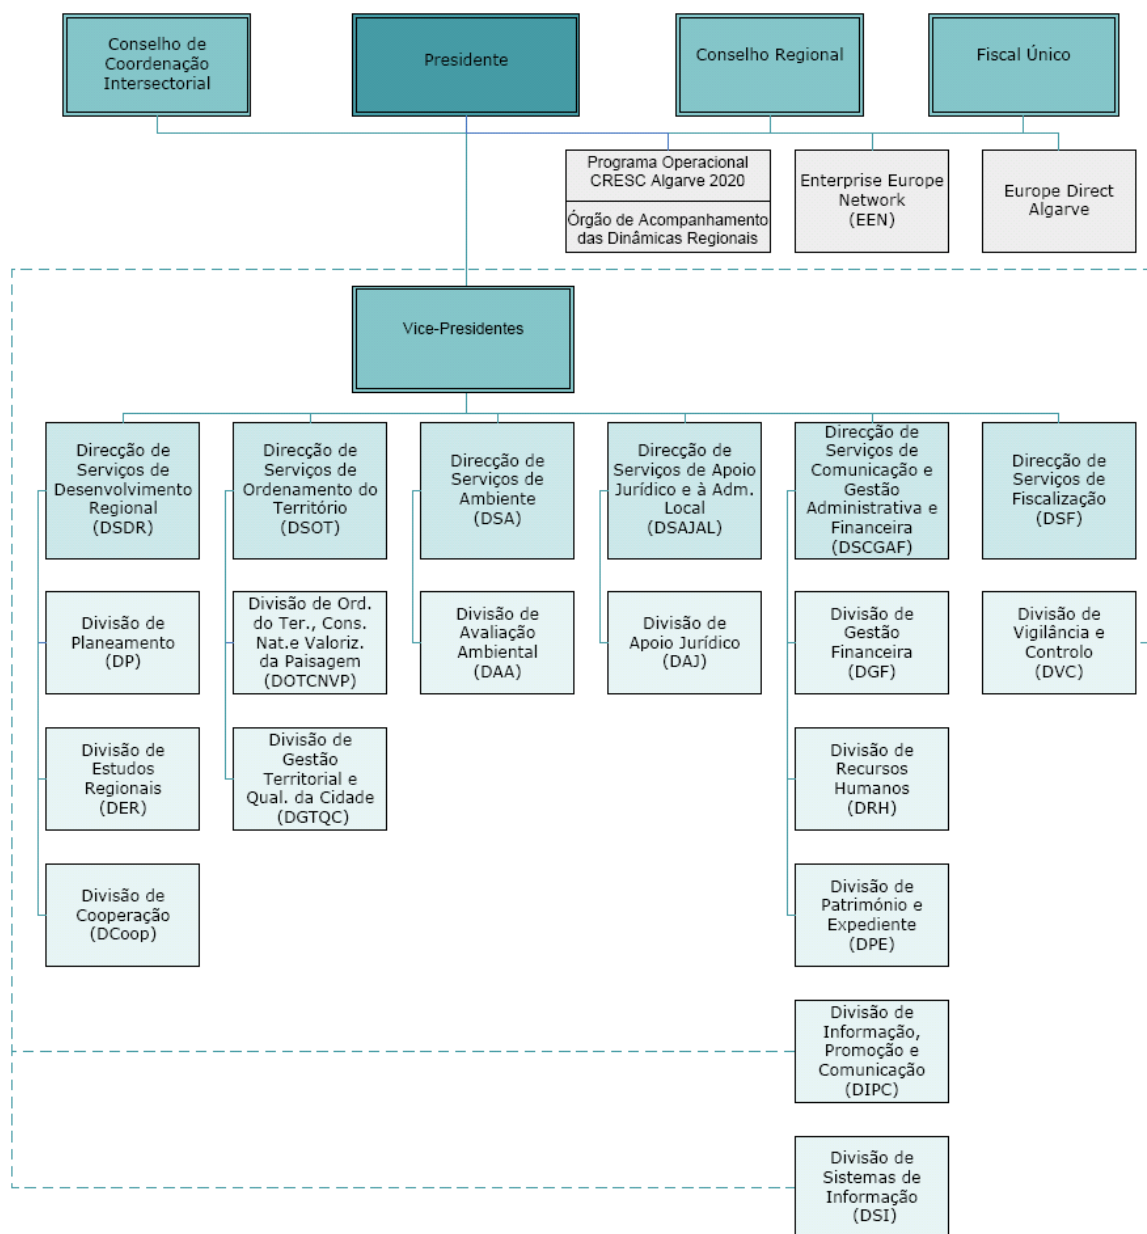 Conselho de
Coordenação
Intersectorial
Presidente
Conselho Regional
Fiscal Único
Programa Operacional
CRESC Algarve 2020
Órgão de Acompanhamento
das Dinâmicas Regionais
Enterprise Europe
Network
(EEN)
Europe Direct
Algarve
Vice-Presidentes
Direcção de
Serviços de
Desenvolvimento
Regional
(DSDR)
Direcção de
Serviços de
Ordenamento do
Território
(DSOT)
Direcção de
Serviços de
Ambiente
(DSA)
Direcção de
Serviços de Apoio
Jurídico e à Adm.
Local
(DSAJAL)
Direcção de
Serviços de
Comunicação e
Gestão
Administrativa e
Financeira
(DSCGAF)
Direcção de
Serviços de
Fiscalização
(DSF)
Divisão de
Planeamento
(DP)
Divisão de Ord.
do Ter., Cons.
Nat.e Valoriz.
da Paisagem
(DOTCNVP)
Divisão de
Avaliação
Ambiental
(DAA)
Divisão de
Apoio Jurídico
(DAJ)
Divisão de
Gestão
Financeira
(DGF)
Divisão de
Vigilância e
Controlo
(DVC)
Divisão de
Estudos
Regionais
(DER)
Divisão de
Gestão
Territorial e
Qual. da Cidade
(DGTQC)
Divisão de
Recursos
Humanos
(DRH)
Divisão de
Cooperação
(DCoop)
Divisão de
Património e
Expediente
(DPE)
Divisão de
Informação,
Promoção e
Comunicação
(DIPC)
Divisão de
Sistemas de
Informação
(DSI)